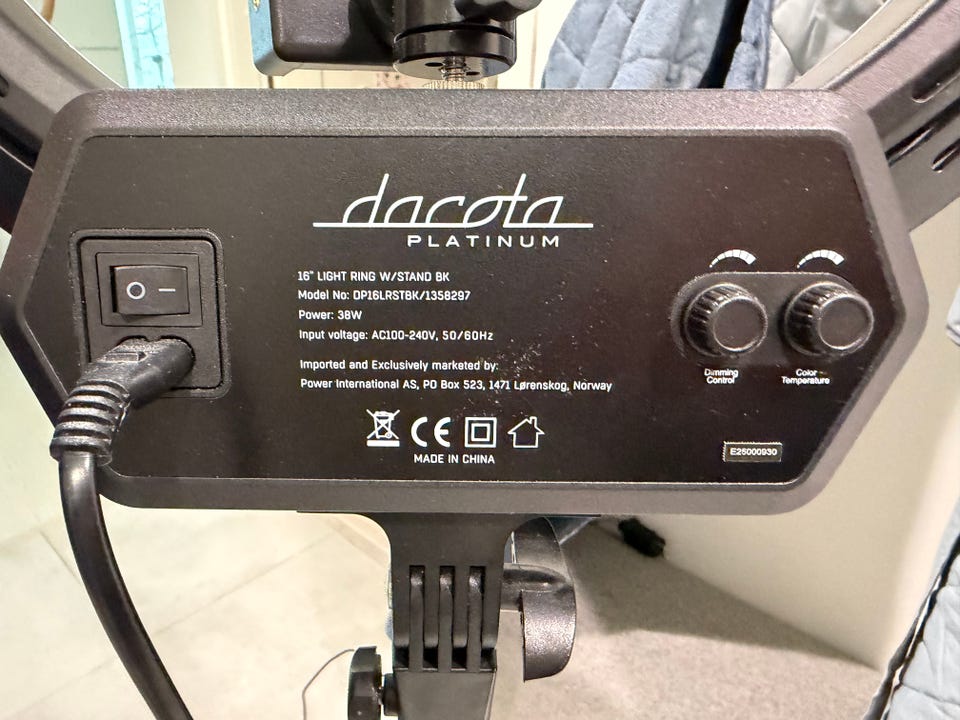 dacota
PLATINUM
16" LIGHT RING W/STAND BK
Model No: DP16LRSTBK/1358297
Power: 38W
Input voltage: AC100-240V, 50/60Hz
Imported and Exclusively marketed by:
Power International AS, PO Box 523, 1471 Lørenskog, Norway
CE
MADE IN CHINA
Dimming
Control
Color
Temperature
E25000930